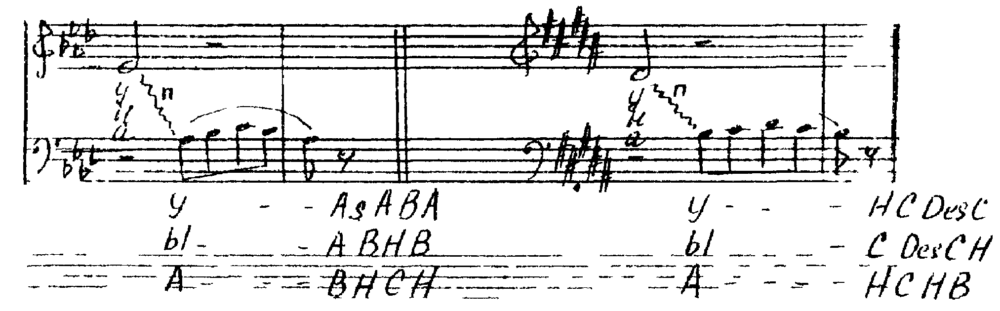 у п у п
ы ы
а а
у - - As A B A у - - - H C Des C
ы - - A B H B ы - C Des C H
А - - - B H C H А - - - - H C H B